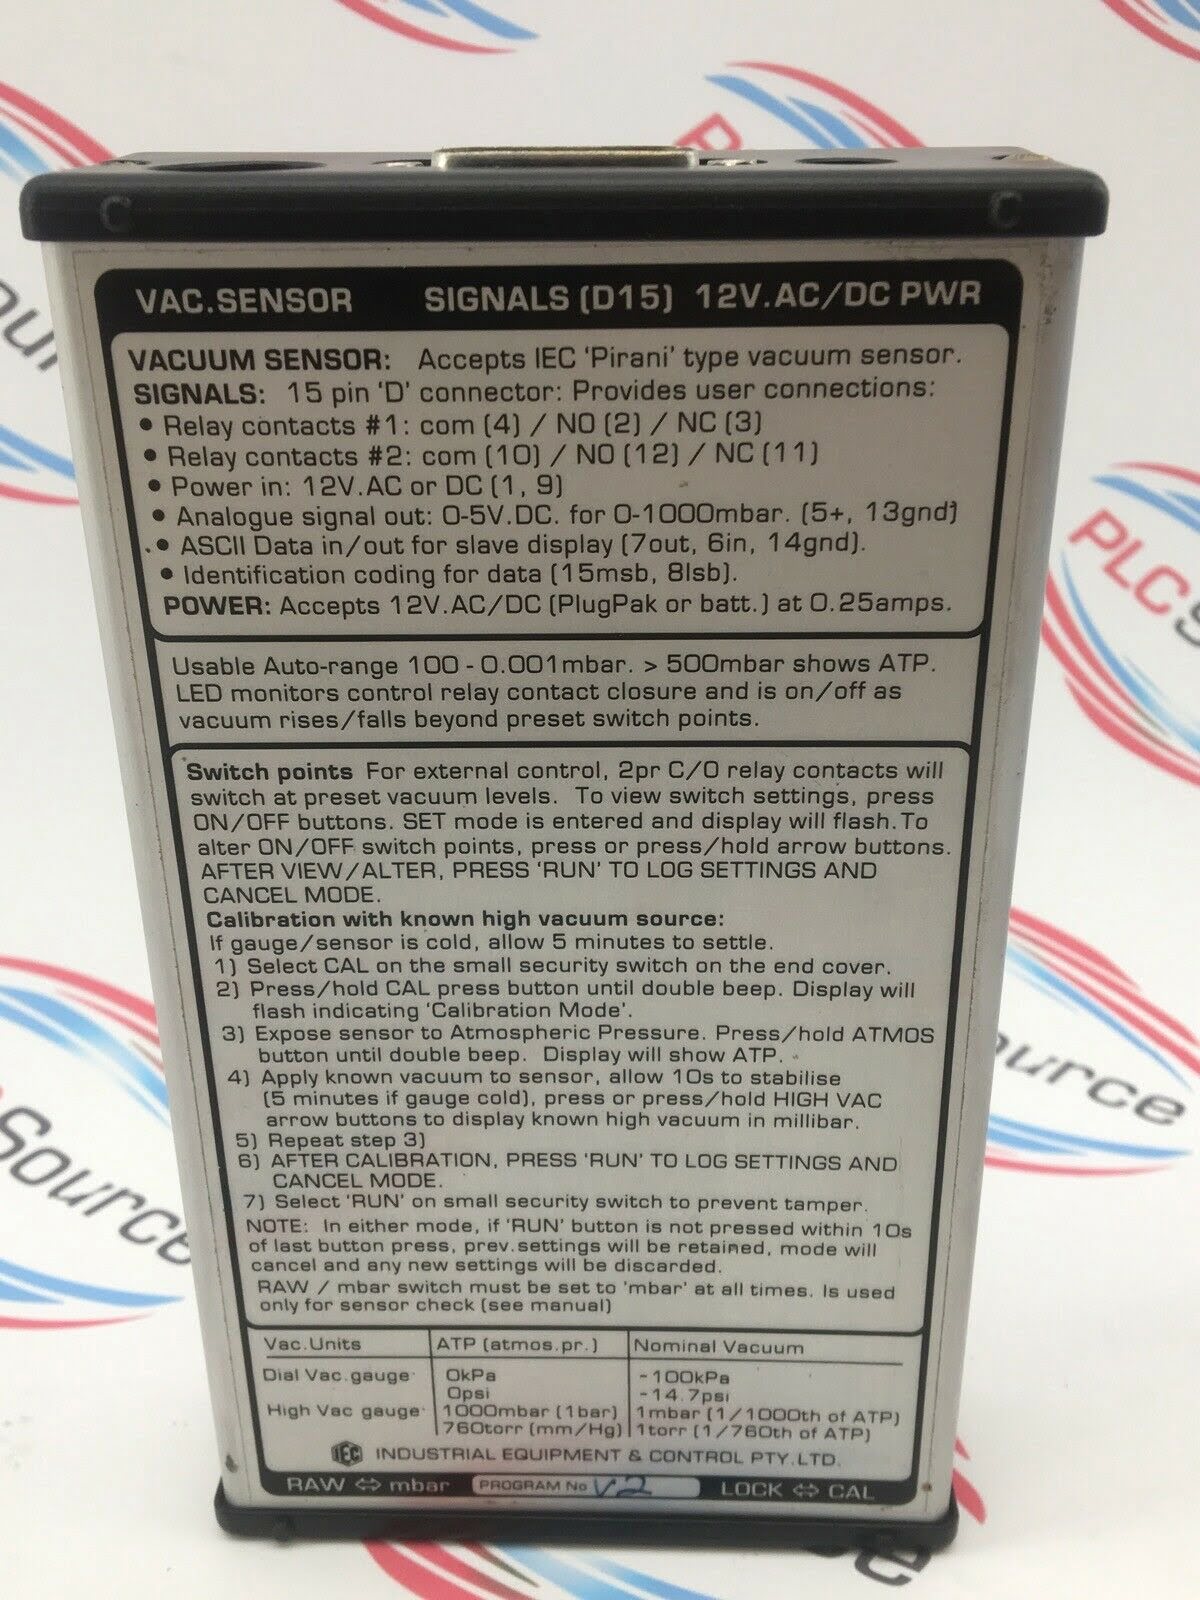 VAC.SENSOR SIGNALS (D15) 12V.AC/DC PWR
VACUUM SENSOR: Accepts IEC 'Pirani' type vacuum sensor.
SIGNALS: 15 pin 'D' connector: Provides user connections:
• Relay contacts #1: com (4) / NO (2) / NC (3)
• Relay contacts #2: com (10) / NO (12) / NC (11)
• Power in: 12V.AC or DC (1, 9)
• Analogue signal out: 0-5V.DC. for 0-1000mbar. (5+, 13gnd)
• ASCII Data in/out for slave display (7out, 6in, 14gnd).
• Identification coding for data (15msb, 8lsb).
POWER: Accepts 12V.AC/DC (PlugPak or batt.) at 0.25amps.
Usable Auto-range 100 - 0.001mbar. > 500mbar shows ATP.
LED monitors control relay contact closure and is on/off as
vacuum rises/falls beyond preset switch points.
Switch points For external control, 2pr C/O relay contacts will
switch at preset vacuum levels. To view switch settings, press
ON/OFF buttons. SET mode is entered and display will flash. To
alter ON/OFF switch points, press or press/hold arrow buttons.
AFTER VIEW/ALTER, PRESS 'RUN' TO LOG SETTINGS AND
CANCEL MODE.
Calibration with known high vacuum source:
If gauge/sensor is cold, allow 5 minutes to settle.
1) Select CAL on the small security switch on the end cover.
2) Press/hold CAL press button until double beep. Display will
flash indicating 'Calibration Mode'.
3) Expose sensor to Atmospheric Pressure. Press/hold ATMOS
button until double beep. Display will show ATP.
4) Apply known vacuum to sensor, allow 10s to stabilise
(5 minutes if gauge cold), press or press/hold HIGH VAC
arrow buttons to display known high vacuum in millibar.
5) Repeat step 3)
6) AFTER CALIBRATION, PRESS 'RUN' TO LOG SETTINGS AND
CANCEL MODE.
7) Select 'RUN' on small security switch to prevent tamper.
NOTE: In either mode, if 'RUN' button is not pressed within 10s
of last button press, prev.settings will be retained, mode will
cancel and any new settings will be discarded.
RAW / mbar switch must be set to 'mbar' at all times. Is used
only for sensor check (see manual)
Vac.Units ATP (atmos.pr.) Nominal Vacuum
Dial Vac.gauge 0kPa -100kPa
0psi -14.7psi
High Vac gauge 1000mbar (1bar) 1mbar (1/1000th of ATP)
760torr (mm/Hg) 1torr (1/760th of ATP)
IEC INDUSTRIAL EQUIPMENT & CONTROL PTY.LTD.
RAW ⇔ mbar PROGRAM No V2 LOCK ⇔ CAL